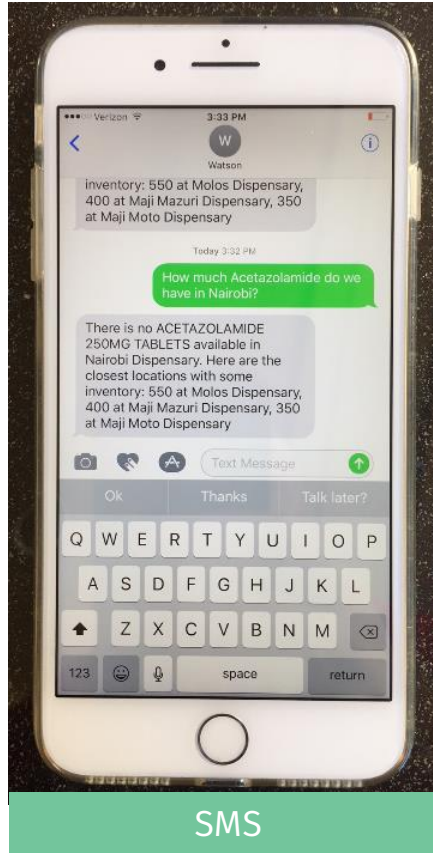 Verizon 3:33 PM
W
Watson
inventory: 550 at Molos Dispensary,
400 at Maji Mazuri Dispensary, 350
at Maji Moto Dispensary
Today 3:32 PM
How much Acetazolamide do we
have in Nairobi?
There is no ACETAZOLAMIDE
250MG TABLETS available in
Nairobi Dispensary. Here are the
closest locations with some
inventory: 550 at Molos Dispensary,
400 at Maji Mazuri Dispensary, 350
at Maji Moto Dispensary
Text Message
Ok Thanks Talk later?
Q W E R T Y U I O P
A S D F G H J K L
Z X C V B N M
123 space return
SMS